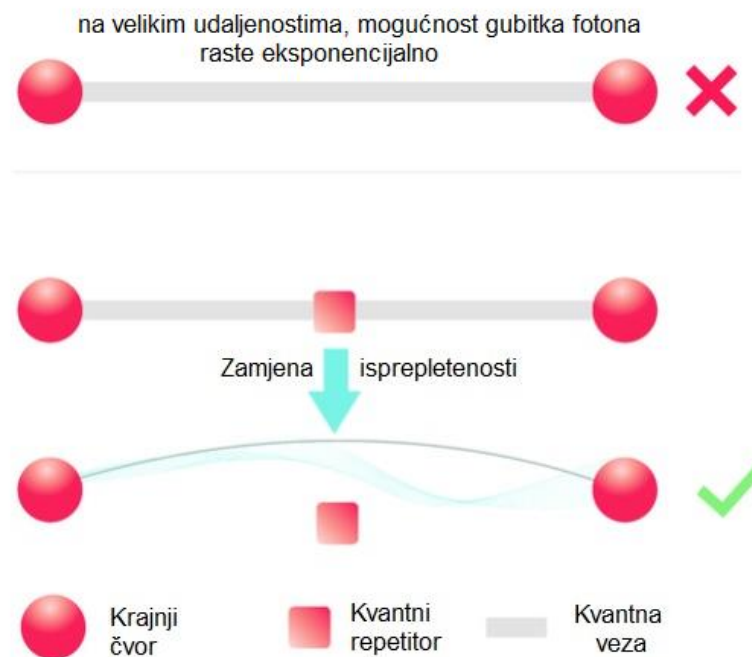 na velikim udaljenostima, mogućnost gubitka fotona
raste eksponencijalno
Zamjena isprepletenosti
Krajnji
čvor
Kvantni
repetitor
Kvantna
veza